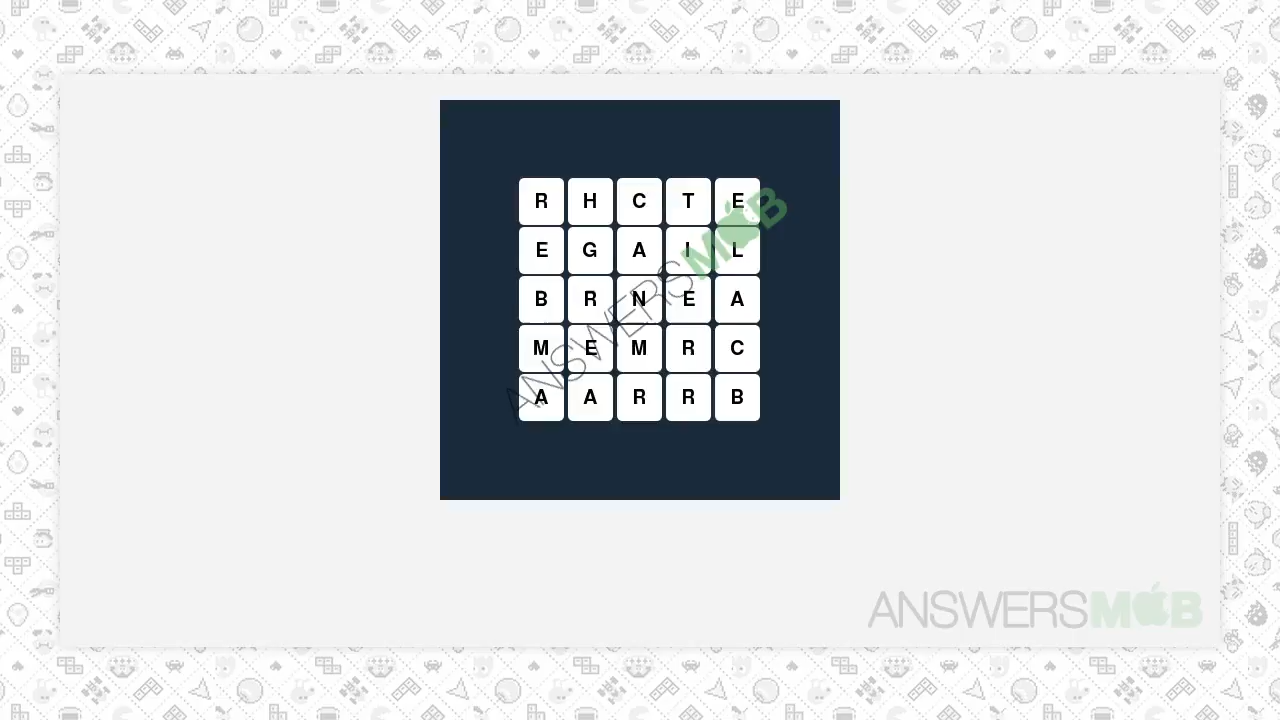 R H C T E
E G A I L
B R N E A
M E M R C
A A R R B
ANSWERSMOB
ANSWERSMOB